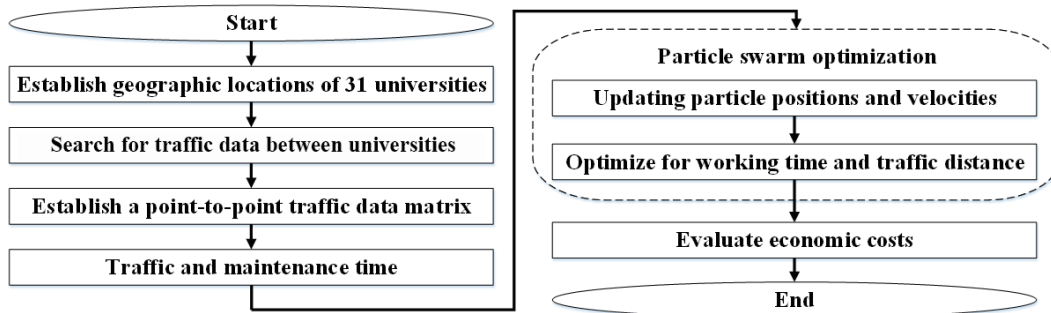 Start
Establish geographic locations of 31 universities
Search for traffic data between universities
Establish a point-to-point traffic data matrix
Traffic and maintenance time
Particle swarm optimization
Updating particle positions and velocities
Optimize for working time and traffic distance
Evaluate economic costs
End